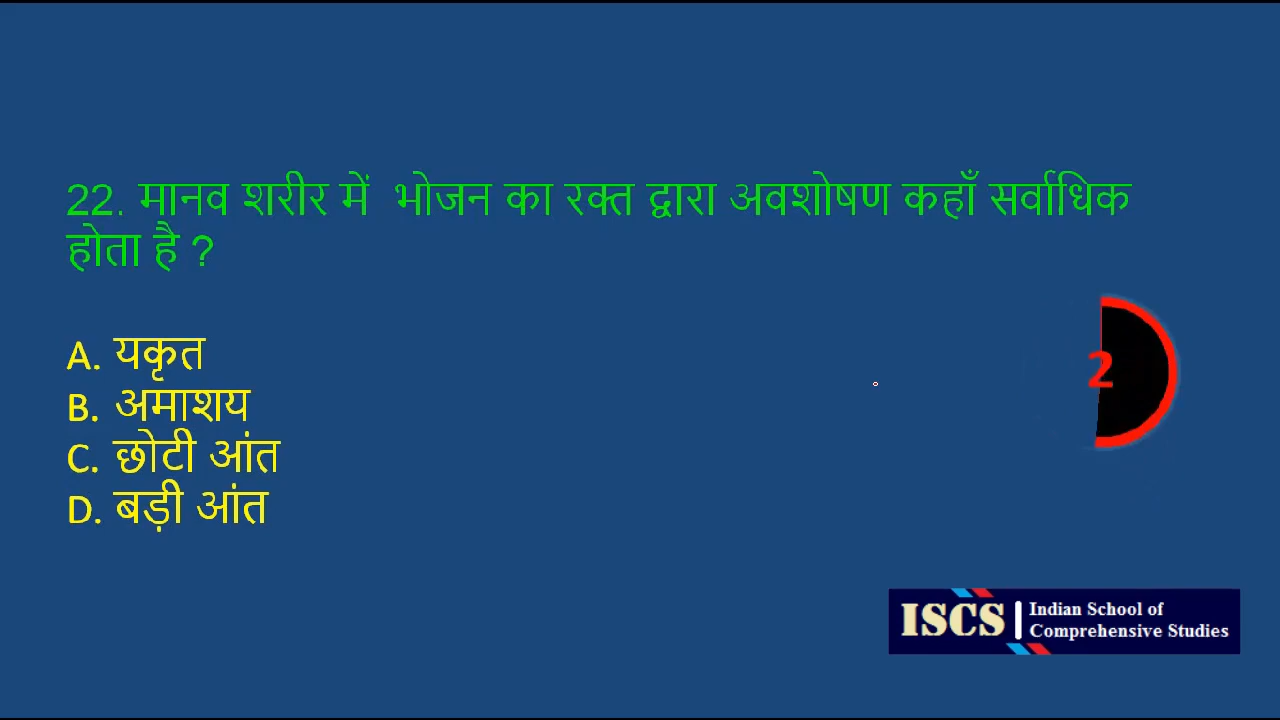 22. मानव शरीर में भोजन का रक्त द्वारा अवशोषण कहाँ सर्वाधिक
होता है ?
A. यकृत
B. अमाशय
C. छोटी आंत
D. बड़ी आंत
2
ISCS
Indian School of
Comprehensive Studies